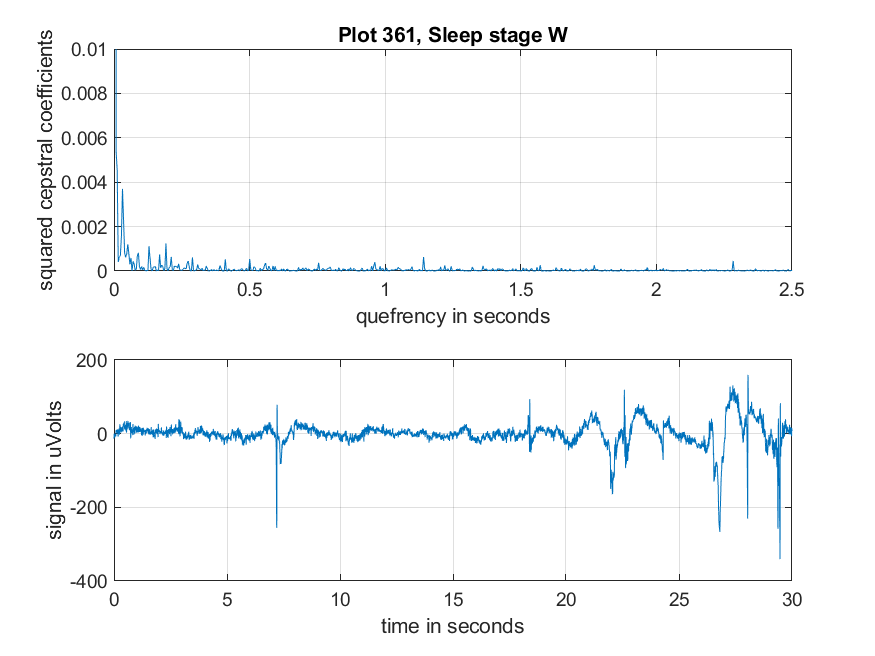 Plot 361, Sleep stage W
squared cepstral coefficients
0.01
0.008
0.006
0.004
0.002
0
0 0.5 1 1.5 2 2.5
quefrency in seconds
signal in uVolts
200
0
-200
-400
0 5 10 15 20 25 30
time in seconds